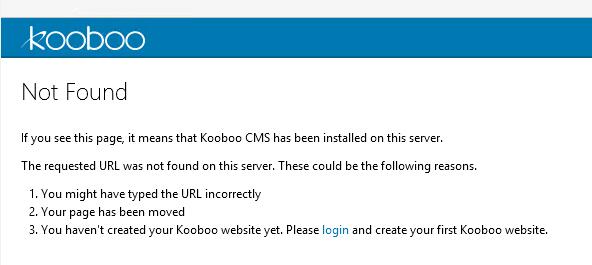 kooboo
Not Found
If you see this page, it means that Kooboo CMS has been installed on this server.
The requested URL was not found on this server. These could be the following reasons.
1. You might have typed the URL incorrectly
2. Your page has been moved
3. You haven't created your Kooboo website yet. Please login and create your first Kooboo website.